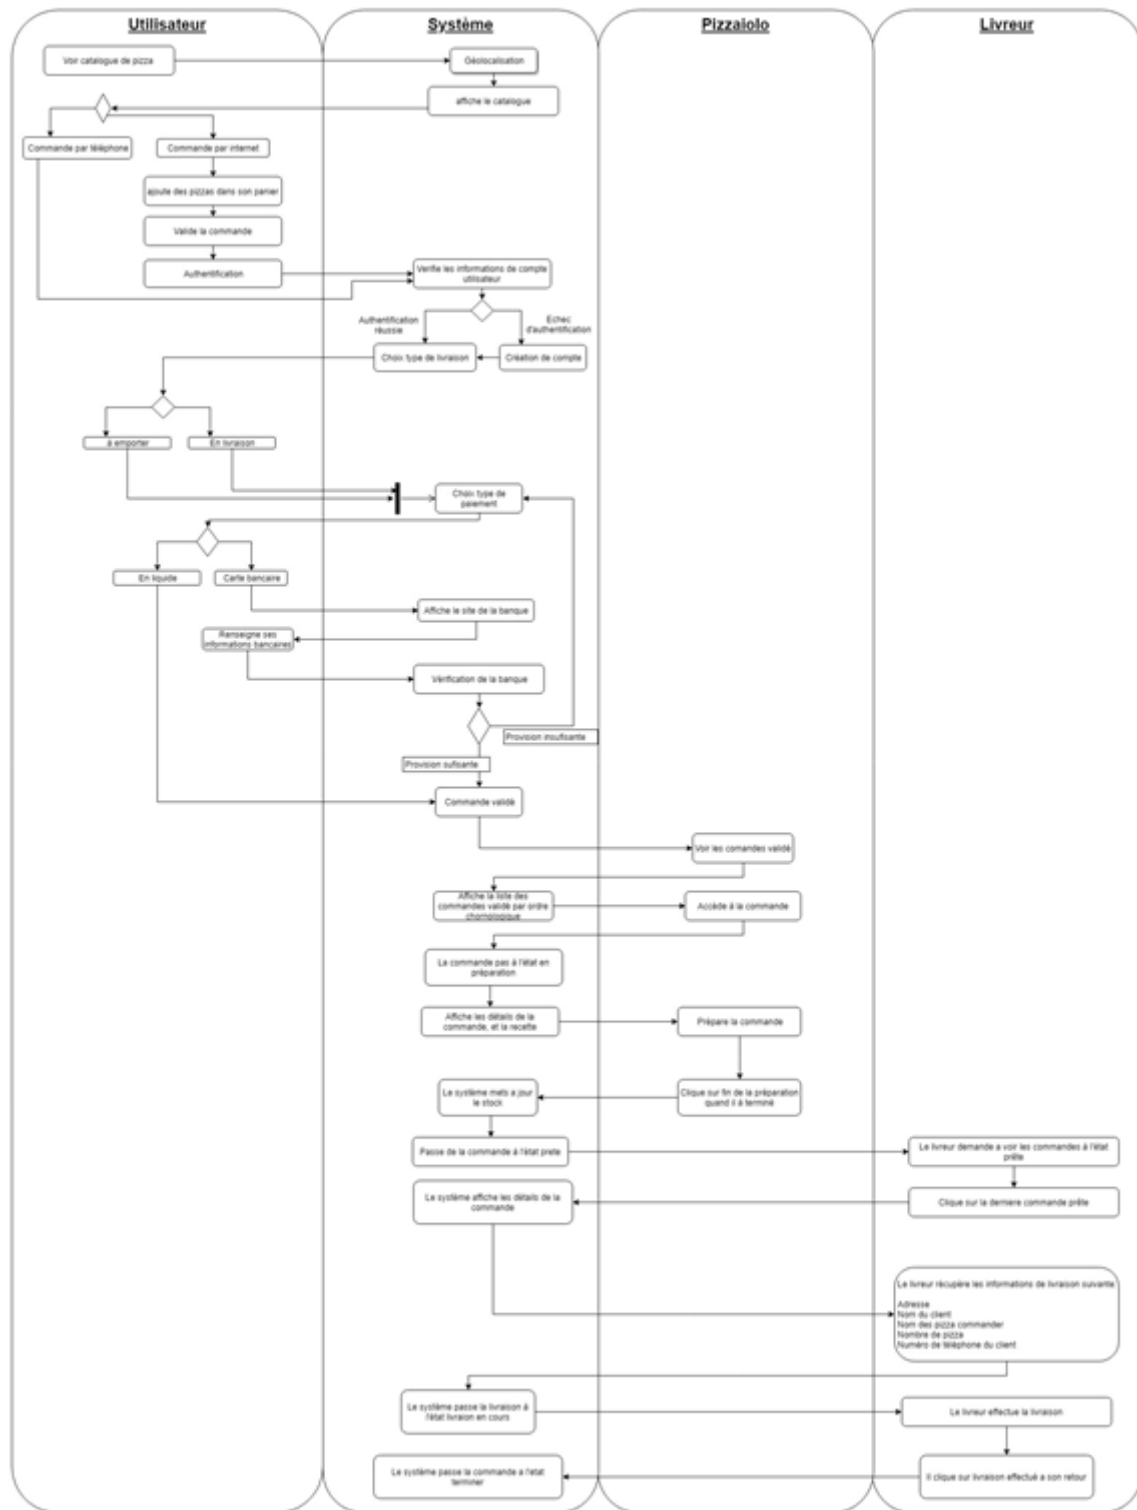 Utilisateur
Système
Pizzaiolo
Livreur
Voir catalogue de pizza
Géolocalisation
affiche le catalogue
Commande par téléphone
Commande par internet
ajoute des pizzas dans son panier
Valide la commande
Authentification
Verifie les informations de compte
utilisateur
Authentification
réussie
Echec
d'authentification
Choix type de livraison
Création de compte
à emporter
En livraison
Choix type de
paiement
En liquide
Carte bancaire
Affiche le site de la banque
Renseigne ses
informations bancaires
Vérification de la banque
Provision insufisante
Provision sufisante
Commande validé
Voir les comandes validé
Affiche la liste des
commandes validé par ordre
chornologique
Accède à la commande
La commande pas à l'état en
préparation
Affiche les détails de la
commande, et la recette
Prépare la commande
Le système mets a jour
le stock
Clique sur fin de la préparation
quand il à terminé
Passe de la commande à l'état prete
Le livreur demande a voir les commandes à l'état
prête
Le système affiche les détails de la
commande
Clique sur la derniere commande prête
Le livreur récupère les informations de livraison suivante
Adresse
Nom du client
Nom des pizza commander
Nombre de pizza
Numéro de téléphone du client
Le système passe la livraison à
l'état livraion en cours
Le livreur effectue la livraison
Le système passe la commande a l'etat
terminer
Il clique sur livraison effectué a son retour